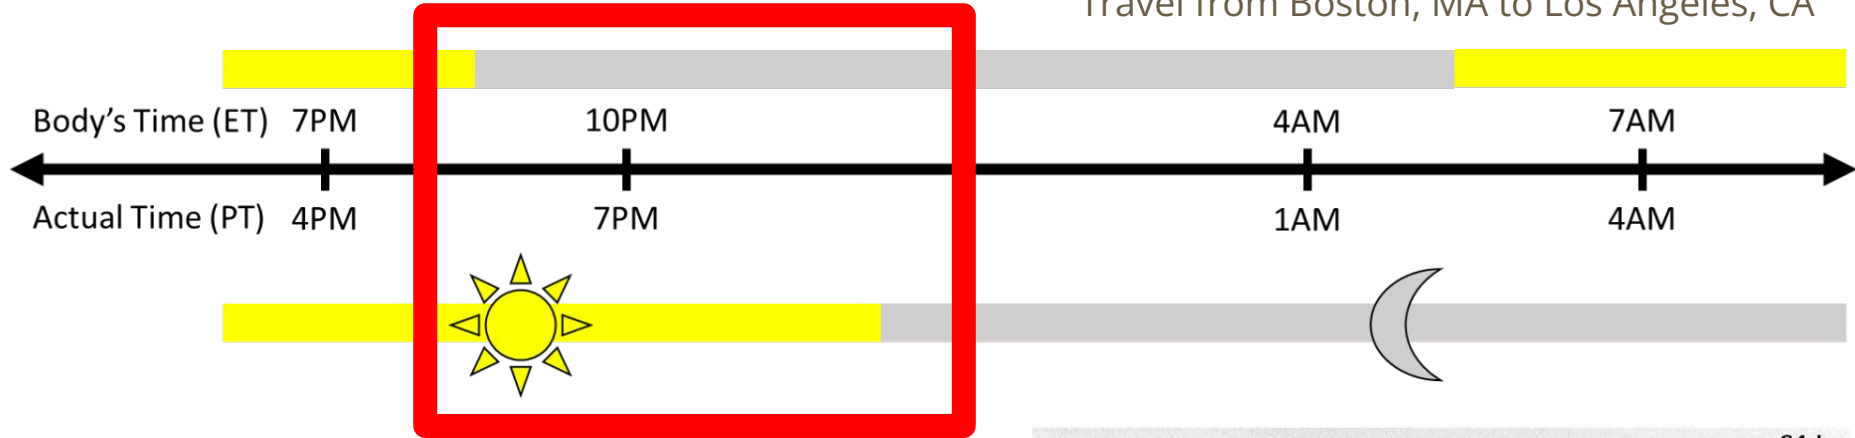 Travel from Boston, MA to Los Angeles, CA
Body's Time (ET) 7PM 10PM 4AM 7AM
Actual Time (PT) 4PM 7PM 1AM 4AM